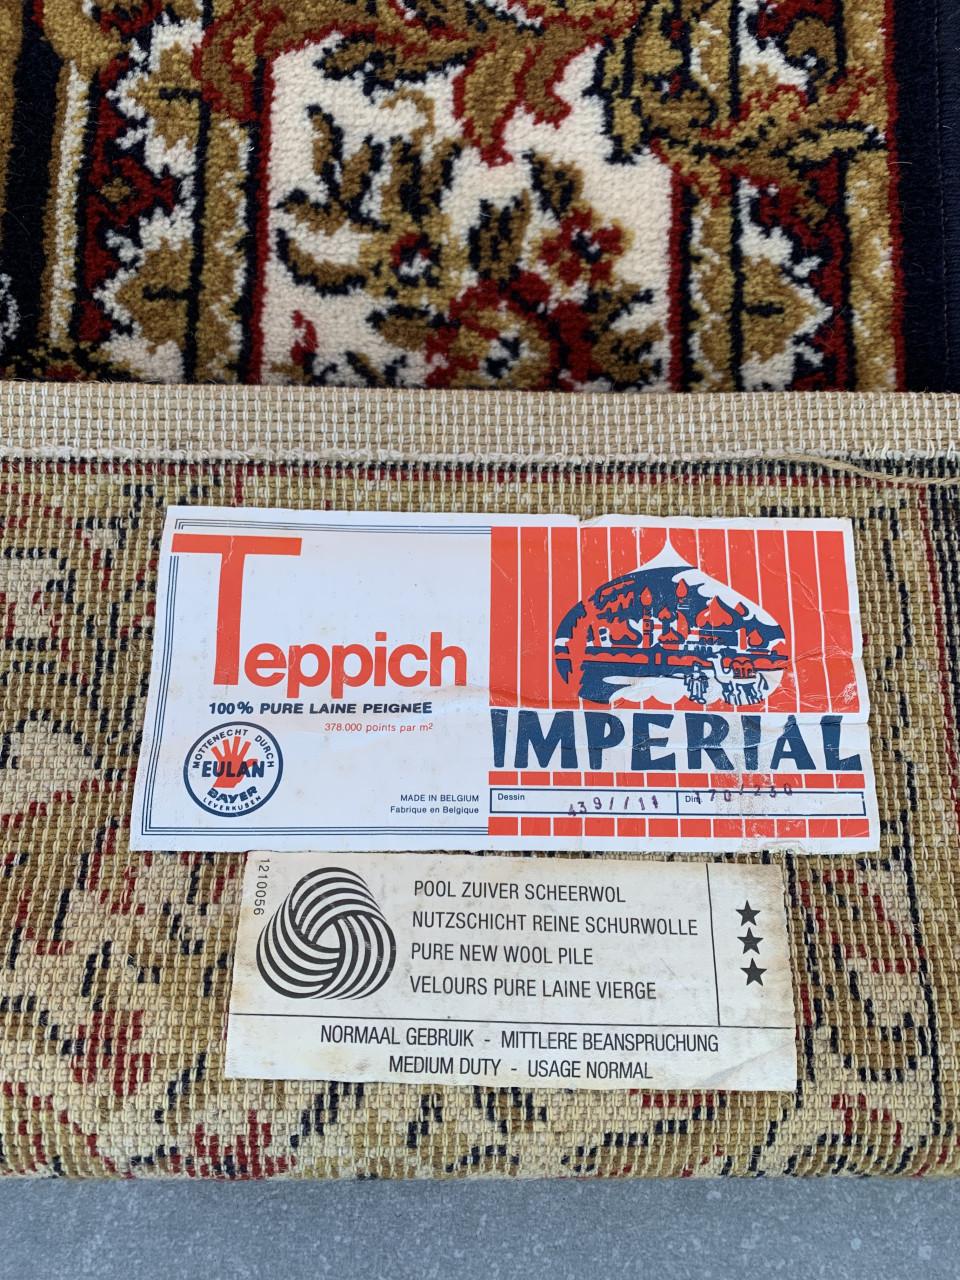 Teppich
100% PURE LAINE PEIGNEE
378.000 points par m²
MOTTENECHT DURCH
EULAN
BAYER
LEVERKUSEN
MADE IN BELGIUM
Fabrique en Belgique
IMPERIAL
Dessin
Dim
1210056
POOL ZUIVER SCHEERWOL
NUTZSCHICHT REINE SCHURWOLLE
PURE NEW WOOL PILE
VELOURS PURE LAINE VIERGE
NORMAAL GEBRUIK - MITTLERE BEANSPRUCHUNG
MEDIUM DUTY - USAGE NORMAL